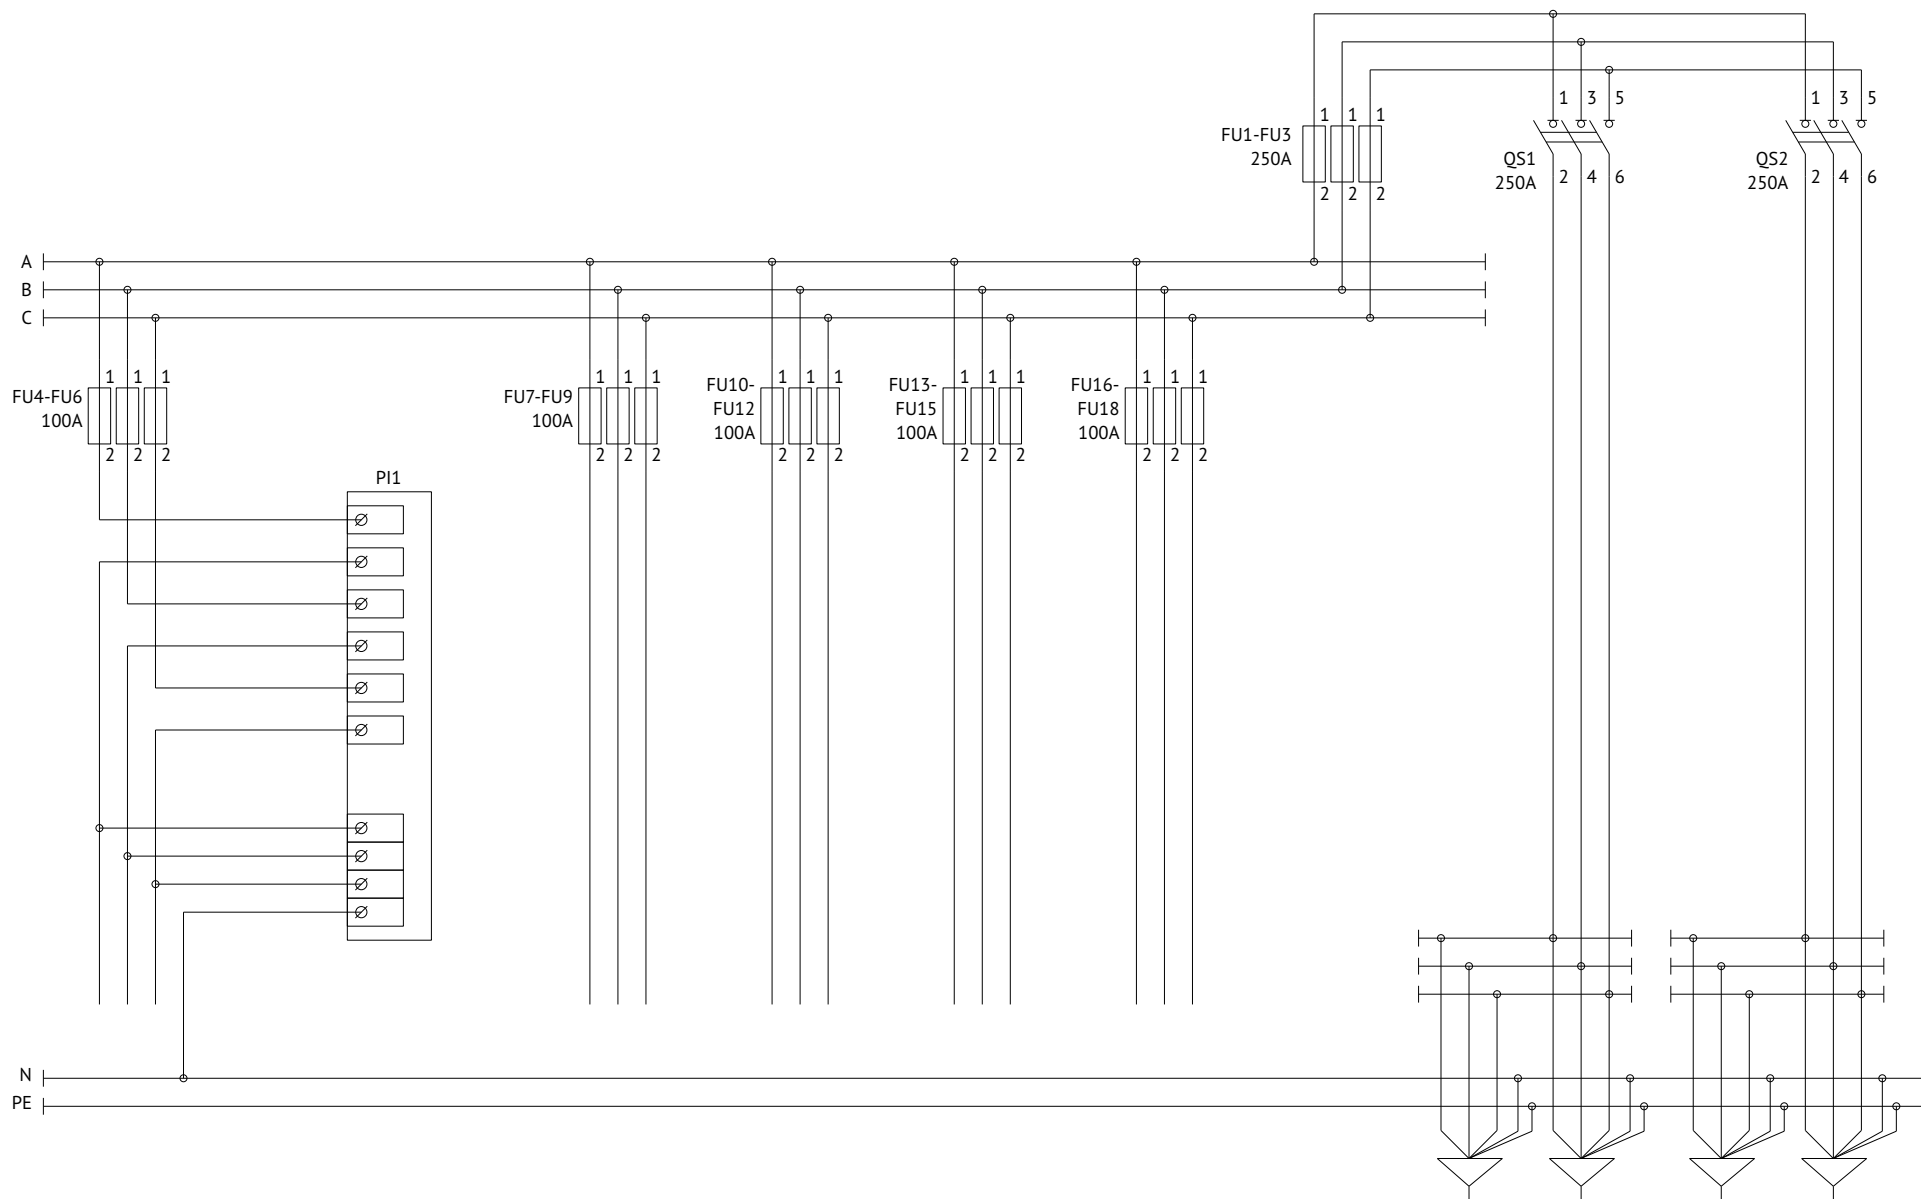 1 3 5 1 3 5
FU1-FU3 1 1 1
250A
QS1 QS2
250A 2 4 6 250A 2 4 6
2 2 2
A
B
C
1 1 1 1 1 1 1 1 1 1 1 1 1 1 1
FU4-FU6
100A
FU7-FU9
100A
FU10-
FU12
100A
FU13-
FU15
100A
FU16-
FU18
100A
2 2 2 2 2 2 2 2 2 2 2 2 2 2 2
PI1
N
PE